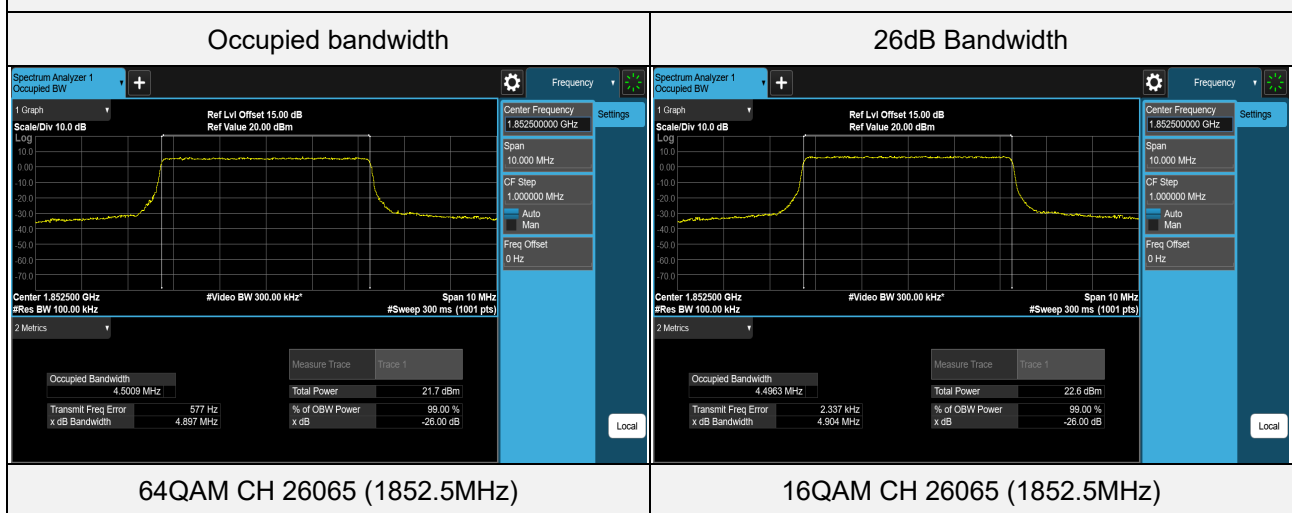 Occupied bandwidth
26dB Bandwidth
Spectrum Analyzer 1
Occupied BW
+
Frequency
1 Graph
Scale/Div 10.0 dB
Ref Lvl Offset 15.00 dB
Ref Value 20.00 dBm
Log
10.0
0.00
-10.0
-20.0
-30.0
-40.0
-50.0
-60.0
-70.0
Center 1.852500 GHz
#Res BW 100.00 kHz
#Video BW 300.00 kHz*
Span 10 MHz
#Sweep 300 ms (1001 pts)
Center Frequency
1.852500000 GHz
Settings
Span
10.000 MHz
CF Step
1.000000 MHz
Auto
Man
Freq Offset
0 Hz
Local
2 Metrics
Measure Trace Trace 1
Occupied Bandwidth
4.5009 MHz
Total Power 21.7 dBm
Transmit Freq Error 577 Hz
% of OBW Power 99.00 %
x dB Bandwidth 4.897 MHz
x dB -26.00 dB
Spectrum Analyzer 1
Occupied BW
+
Frequency
1 Graph
Scale/Div 10.0 dB
Ref Lvl Offset 15.00 dB
Ref Value 20.00 dBm
Log
10.0
0.00
-10.0
-20.0
-30.0
-40.0
-50.0
-60.0
-70.0
Center 1.852500 GHz
#Res BW 100.00 kHz
#Video BW 300.00 kHz*
Span 10 MHz
#Sweep 300 ms (1001 pts)
Center Frequency
1.852500000 GHz
Settings
Span
10.000 MHz
CF Step
1.000000 MHz
Auto
Man
Freq Offset
0 Hz
Local
2 Metrics
Measure Trace Trace 1
Occupied Bandwidth
4.4963 MHz
Total Power 22.6 dBm
Transmit Freq Error 2.337 kHz
% of OBW Power 99.00 %
x dB Bandwidth 4.904 MHz
x dB -26.00 dB
64QAM CH 26065 (1852.5MHz)
16QAM CH 26065 (1852.5MHz)